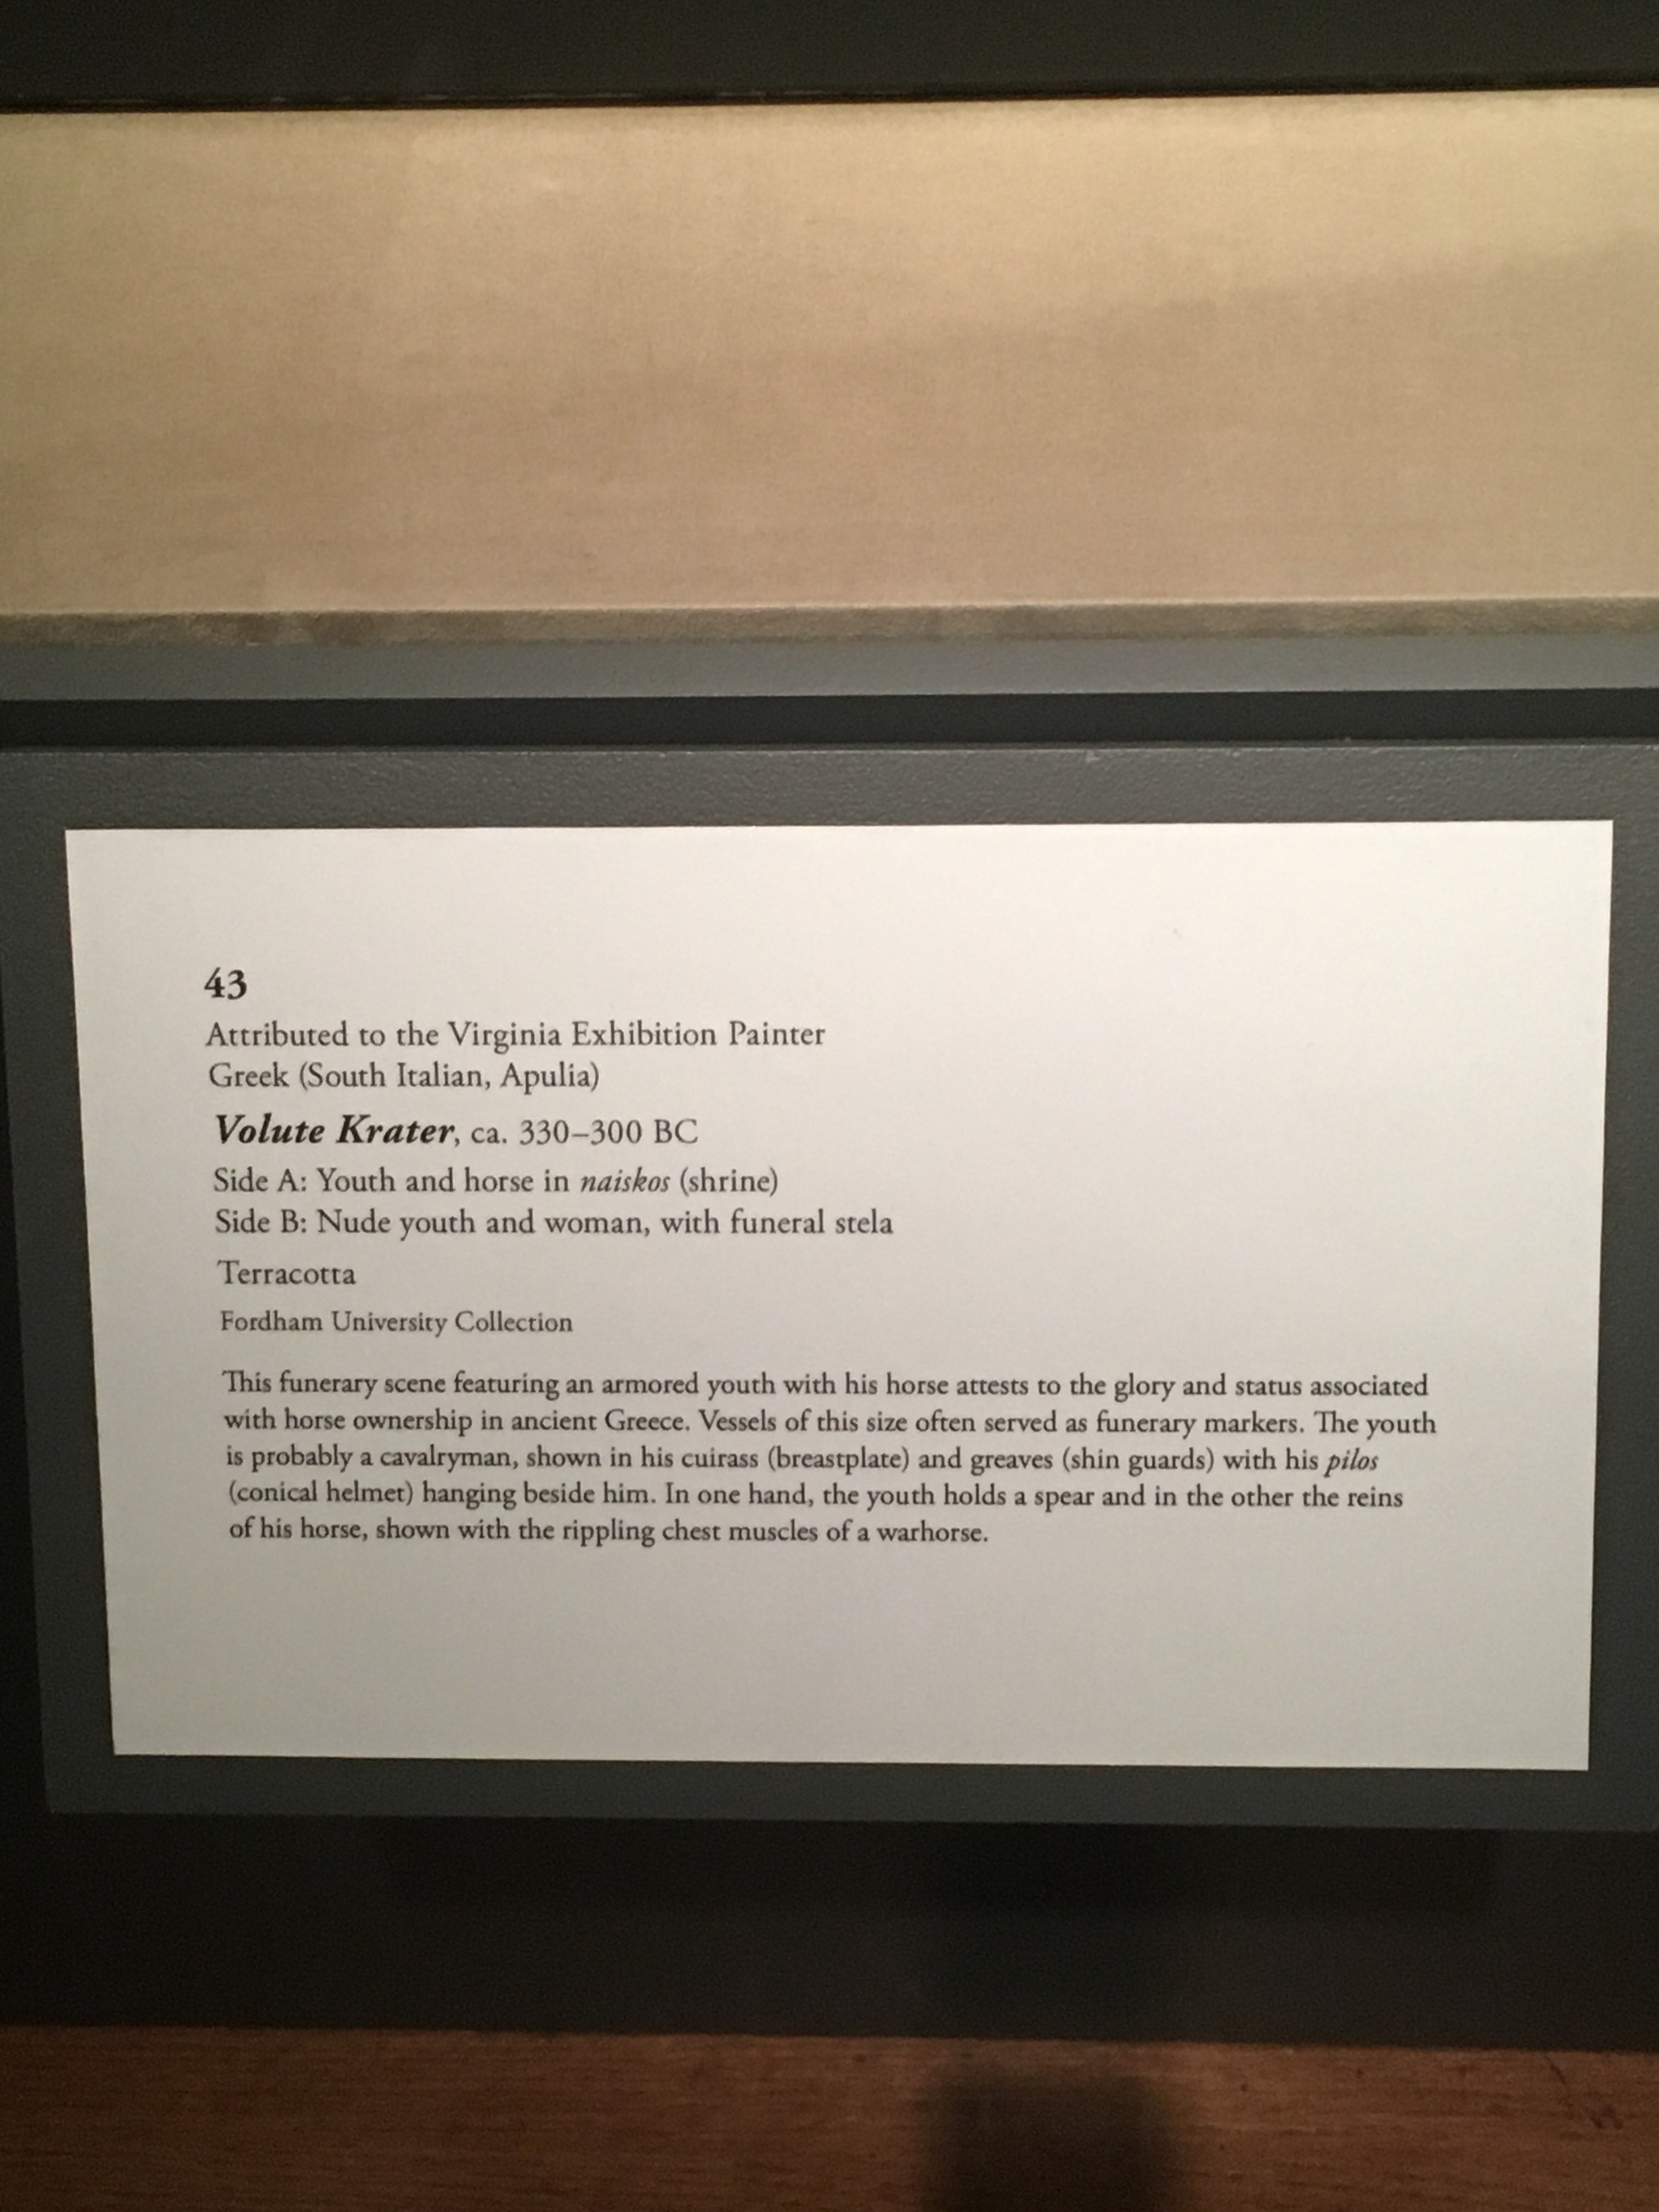 43
Attributed to the Virginia Exhibition Painter
Greek (South Italian, Apulia)
Volute Krater, ca. 330–300 BC
Side A: Youth and horse in naiskos (shrine)
Side B: Nude youth and woman, with funeral stela
Terracotta
Fordham University Collection
This funerary scene featuring an armored youth with his horse attests to the glory and status associated
with horse ownership in ancient Greece. Vessels of this size often served as funerary markers. The youth
is probably a cavalryman, shown in his cuirass (breastplate) and greaves (shin guards) with his pilos
(conical helmet) hanging beside him. In one hand, the youth holds a spear and in the other the reins
of his horse, shown with the rippling chest muscles of a warhorse.